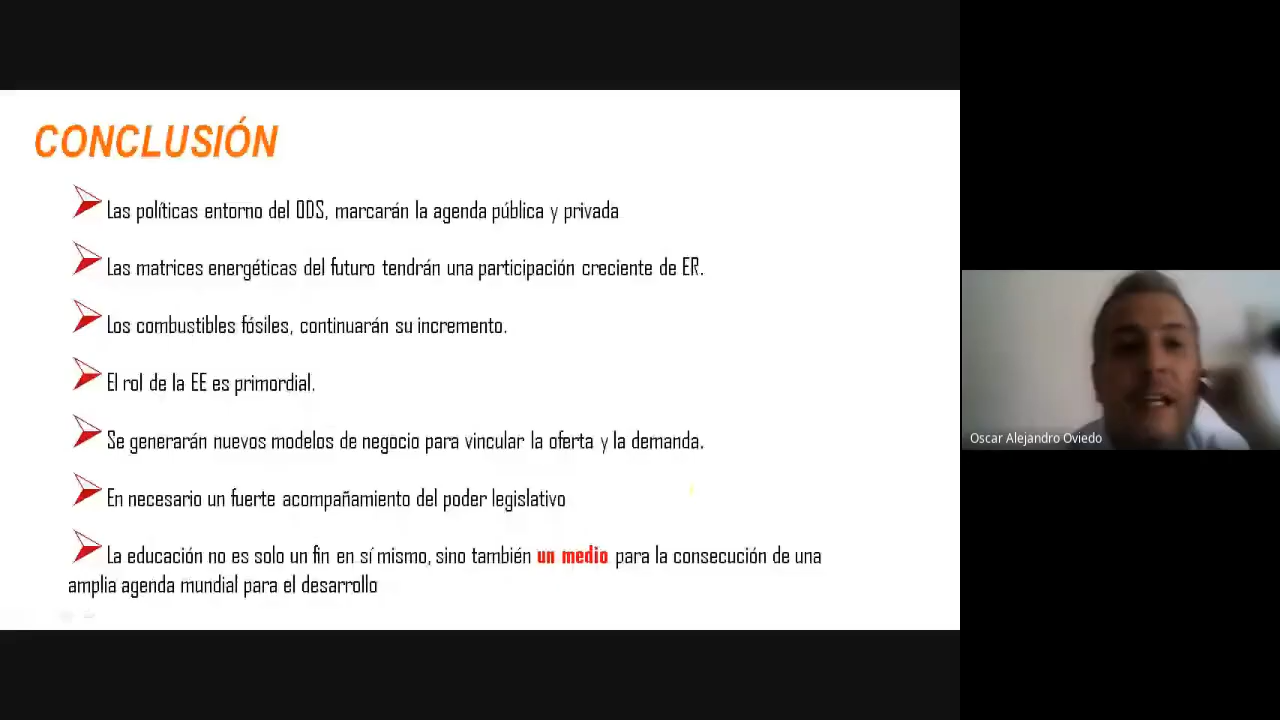 CONCLUSIÓN
Las políticas entorno del ODS, marcarán la agenda pública y privada
Las matrices energéticas del futuro tendrán una participación creciente de ER.
Los combustibles fósiles, continuarán su incremento.
El rol de la EE es primordial.
Se generarán nuevos modelos de negocio para vincular la oferta y la demanda.
En necesario un fuerte acompañamiento del poder legislativo
La educación no es solo un fin en sí mismo, sino también un medio para la consecución de una
amplia agenda mundial para el desarrollo
Oscar Alejandro Oviedo